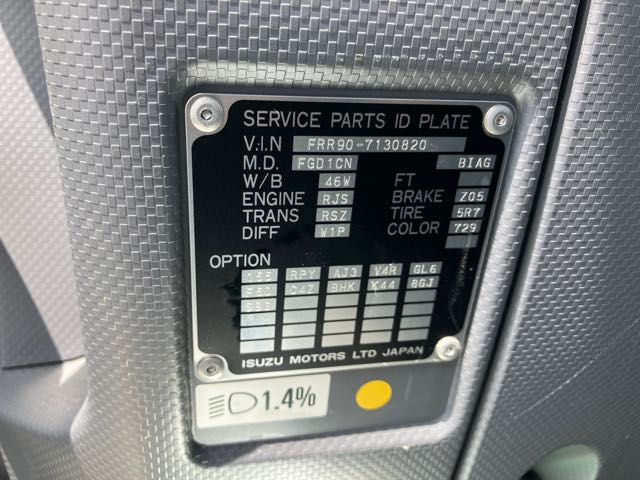 SERVICE PARTS ID PLATE
V.I.N FRR90-7130820
M.D. FGD1CN BIAG
W/B 46W FT
ENGINE RJS BRAKE Z05
TRANS RSZ TIRE 5R7
DIFF W1P COLOR 729
OPTION
RPY AJ3 V4R GL6
C4Z BHK K44 8GJ
ISUZU MOTORS LTD JAPAN
1.4%